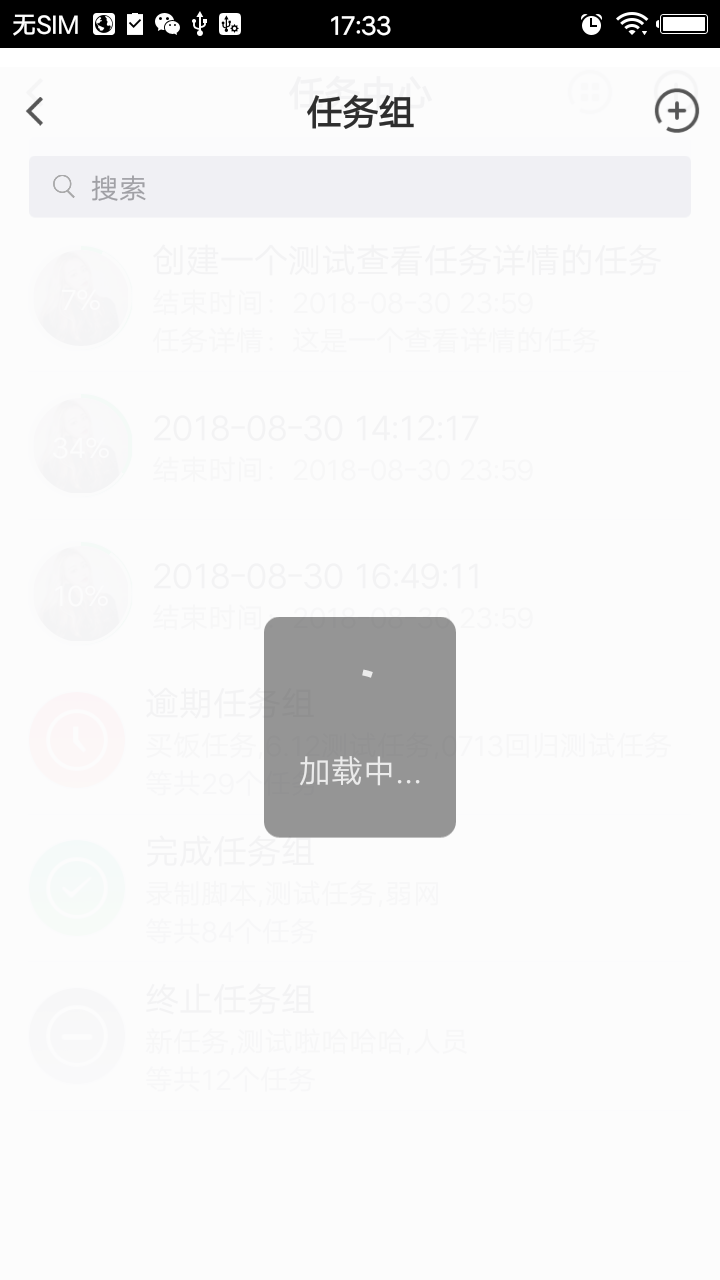 无SIM 17:33
任务中心
任务组
搜索
创建一个测试查看任务详情的任务
7%
结束时间：2018-08-30 23:59
任务详情：这是一个查看详情的任务
2018-08-30 14:12:17
34%
结束时间：2018-08-30 23:59
2018-08-30 16:49:11
10%
结束时间：2018-08-30 23:59
逾期任务组
买饭任务,6.12测试任务,0713回归测试任务
等共29个任务
加载中...
完成任务组
录制脚本,测试任务,弱网
等共84个任务
终止任务组
新任务,测试啦哈哈哈,人员
等共12个任务